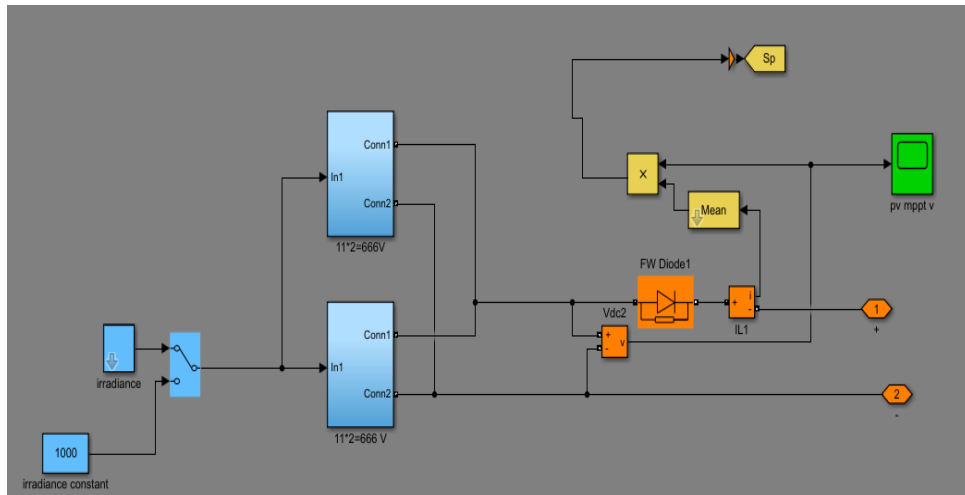 Sp
Conn1
In1
Conn2
11*2=666V
X
Mean
pv mppt v
FW Diode1
Vdc2
+
-
v
+
i
-
IL1
1
+
Conn1
In1
Conn2
11*2=666 V
2
-
irradiance
1000
irradiance constant